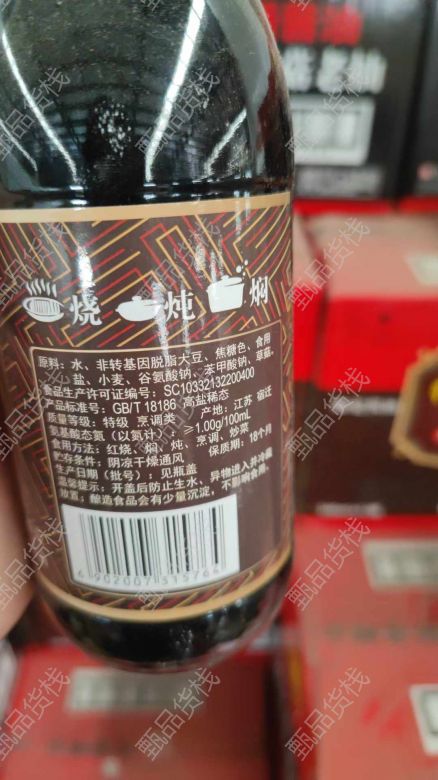 烧 炖 焖
原料：水、非转基因脱脂大豆、焦糖色、食用
盐、小麦、谷氨酸钠、苯甲酸钠、草菇。
食品生产许可证编号：SC10332132200400
产品标准号：GB/T 18186 高盐稀态
质量等级：特级 烹调类 产地：江苏 宿迁
氨基酸态氮（以氮计）：≥1.00g/100mL
食用方法：红烧、焖、炖、烹调、炒菜
贮存条件：阴凉干燥通风 保质期：18个月
生产日期（批号）：见瓶盖
温馨提示：开盖后防止生水、异物进入并冷藏
放置；酿造食品会有少量沉淀，不影响食用。
6902007515762
甄品货栈